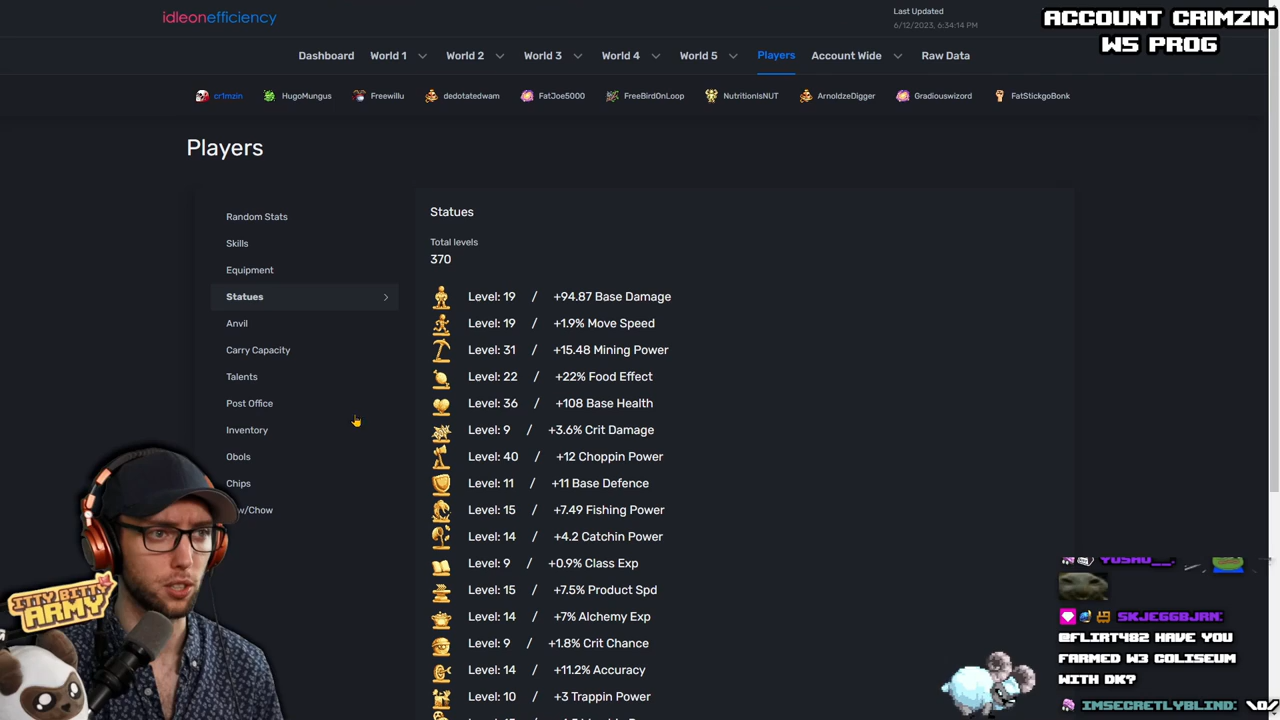 idleonefficiency
Last Updated
6/12/2023, 6:34:14 PM
ACCOUNT CRIMZIN
W5 PROG
Dashboard World 1 World 2 World 3 World 4 World 5 Players Account Wide Raw Data
cr1mzin HugoMungus Freewillu dedotatedwam FatJoe5000 FreeBirdOnLoop NutritionIsNUT ArnoldzeDigger Gradiouswizord FatStickgoBonk
Players
Random Stats
Skills
Equipment
Statues
Anvil
Carry Capacity
Talents
Post Office
Inventory
Obols
Chips
w/Chow
Statues
Total levels
370
Level: 19 / +94.87 Base Damage
Level: 19 / +1.9% Move Speed
Level: 31 / +15.48 Mining Power
Level: 22 / +22% Food Effect
Level: 36 / +108 Base Health
Level: 9 / +3.6% Crit Damage
Level: 40 / +12 Choppin Power
Level: 11 / +11 Base Defence
Level: 15 / +7.49 Fishing Power
Level: 14 / +4.2 Catchin Power
Level: 9 / +0.9% Class Exp
Level: 15 / +7.5% Product Spd
Level: 14 / +7% Alchemy Exp
Level: 9 / +1.8% Crit Chance
Level: 14 / +11.2% Accuracy
Level: 10 / +3 Trappin Power
ITTY BITTY
ARMY
SKJEGGBJRN:
@FLIRT482 HAVE YOU
FARMED W3 COLISEUM
WITH DK?
IMSECRETLYBLIND: \O/